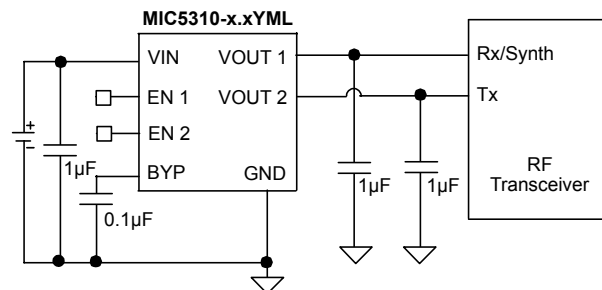 MIC5310-x.xYML
VIN
VOUT 1
Rx/Synth
EN 1
VOUT 2
Tx
EN 2
BYP
GND
+
-
1µF
0.1µF
1µF
1µF
RF
Transceiver